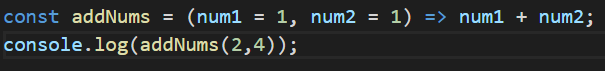 const addNums = (num1 = 1, num2 = 1) => num1 + num2;
console.log(addNums(2,4));